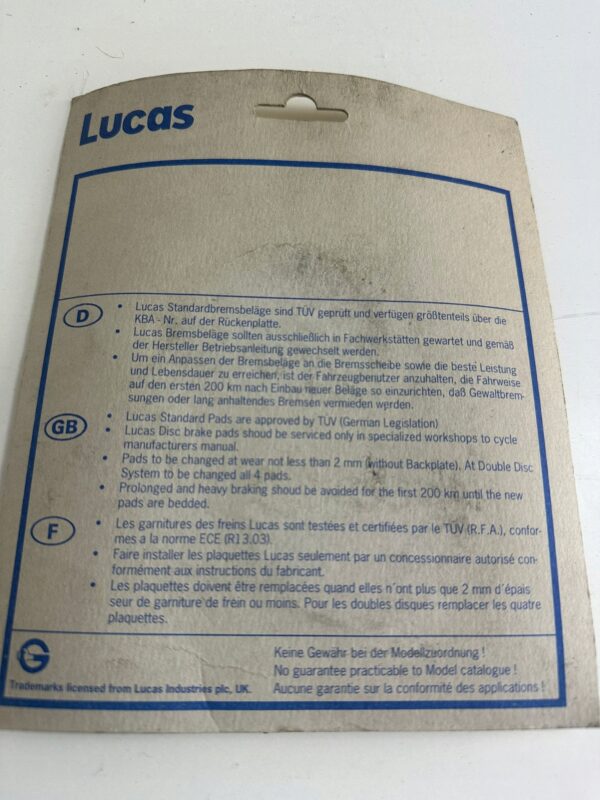 Lucas
D
• Lucas Standardbremsbeläge sind TÜV geprüft und verfügen größtenteils über die
KBA - Nr. auf der Rückenplatte.
• Lucas Bremsbeläge sollten ausschließlich in Fachwerkstätten gewartet und gemäß
der Hersteller Betriebsanleitung gewechselt werden.
• Um ein Anpassen der Bremsbeläge an die Bremsscheibe sowie die beste Leistung
und Lebensdauer zu erreichen, ist der Fahrzeugbenutzer anzuhalten, die Fahrweise
auf den ersten 200 km nach Einbau neuer Beläge so einzurichten, daß Gewaltbrem-
sungen oder lang anhaltendes Bremsen vermieden werden.
GB
• Lucas Standard Pads are approved by TÜV (German Legislation)
• Lucas Disc brake pads shoud be serviced only in specialized workshops to cycle
manufacturers manual.
• Pads to be changed at wear not less than 2 mm (without Backplate). At Double Disc
System to be changed all 4 pads.
• Prolonged and heavy braking shoud be avoided for the first 200 km until the new
pads are bedded.
F
• Les garnitures des freins Lucas sont testées et certifiées par le TÜV (R.F.A.), confor-
mes a la norme ECE (R13.03).
• Faire installer les plaquettes Lucas seulement par un concessionnaire autorisé con-
formément aux instructions du fabricant.
• Les plaquettes doivent être remplacées quand elles n'ont plus que 2 mm d'épais
seur de garniture de frein ou moins. Pour les doubles disques remplacer les quatre
plaquettes.
Trademarks licensed from Lucas Industries plc, UK.
Keine Gewähr bei der Modellzuordnung !
No guarantee practicable to Model catalogue !
Aucune garantie sur la conformité des applications !